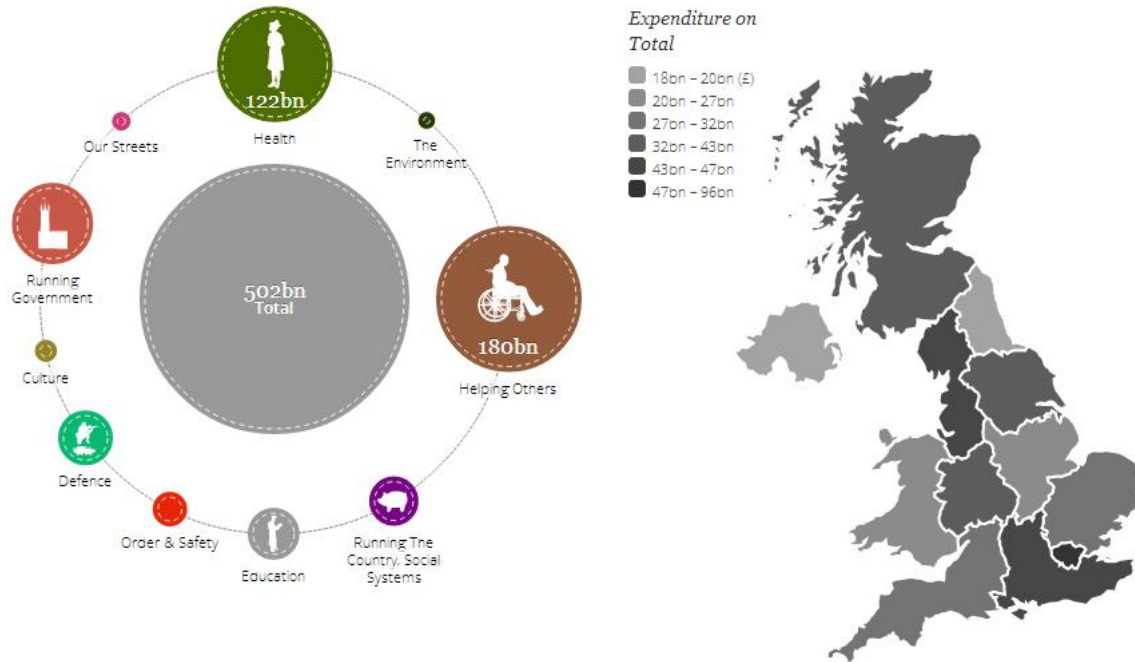 122bn
Health
Our Streets
The
Environment
Running
Government
502bn
Total
180bn
Helping Others
Culture
Defence
Order & Safety
Education
Running The
Country, Social
Systems
Expenditure on
Total
18bn – 20bn (£)
20bn – 27bn
27bn – 32bn
32bn – 43bn
43bn – 47bn
47bn – 96bn